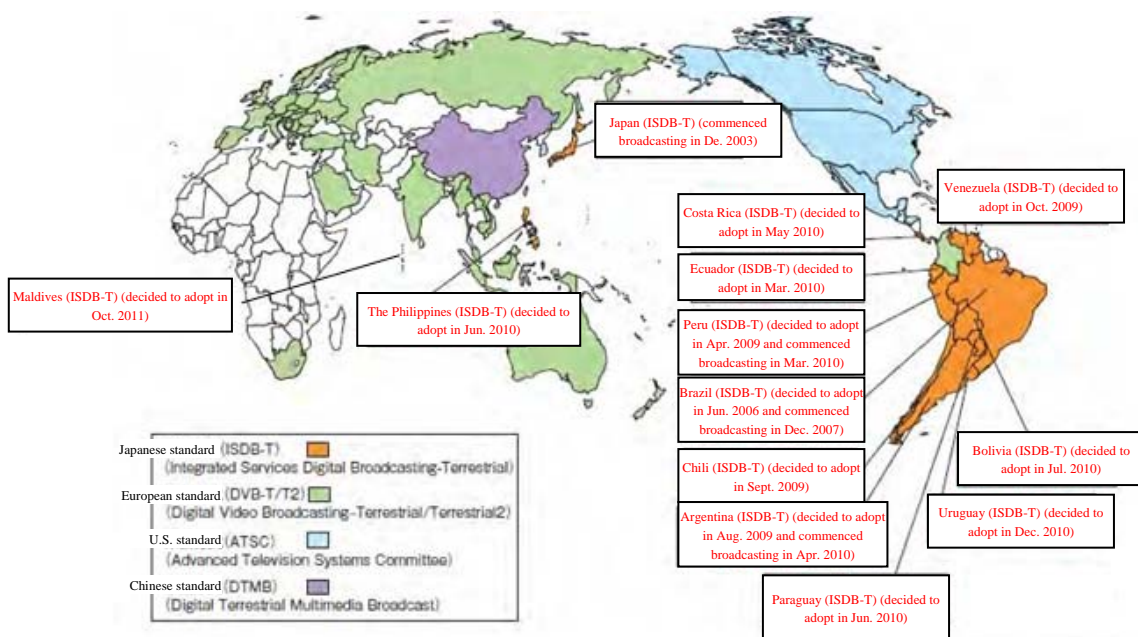 Japan (ISDB-T) (commenced
broadcasting in De. 2003)
Venezuela (ISDB-T) (decided to
adopt in Oct. 2009)
Costa Rica (ISDB-T) (decided to
adopt in May 2010)
Ecuador (ISDB-T) (decided to
adopt in Mar. 2010)
Maldives (ISDB-T) (decided to adopt in
Oct. 2011)
The Philippines (ISDB-T) (decided to
adopt in Jun. 2010)
Peru (ISDB-T) (decided to adopt
in Apr. 2009 and commenced
broadcasting in Mar. 2010)
Brazil (ISDB-T) (decided to adopt
in Jun. 2006 and commenced
broadcasting in Dec. 2007)
Chili (ISDB-T) (decided to adopt
in Sept. 2009)
Bolivia (ISDB-T) (decided to
adopt in Jul. 2010)
Argentina (ISDB-T) (decided to adopt
in Aug. 2009 and commenced
broadcasting in Apr. 2010)
Uruguay (ISDB-T) (decided to
adopt in Dec. 2010)
Paraguay (ISDB-T) (decided to
adopt in Jun. 2010)
Japanese standard (ISDB-T)
(Integrated Services Digital Broadcasting-Terrestrial)
European standard (DVB-T/T2)
(Digital Video Broadcasting-Terrestrial/Terrestrial2)
U.S. standard (ATSC)
(Advanced Television Systems Committee)
Chinese standard (DTMB)
(Digital Terrestrial Multimedia Broadcast)